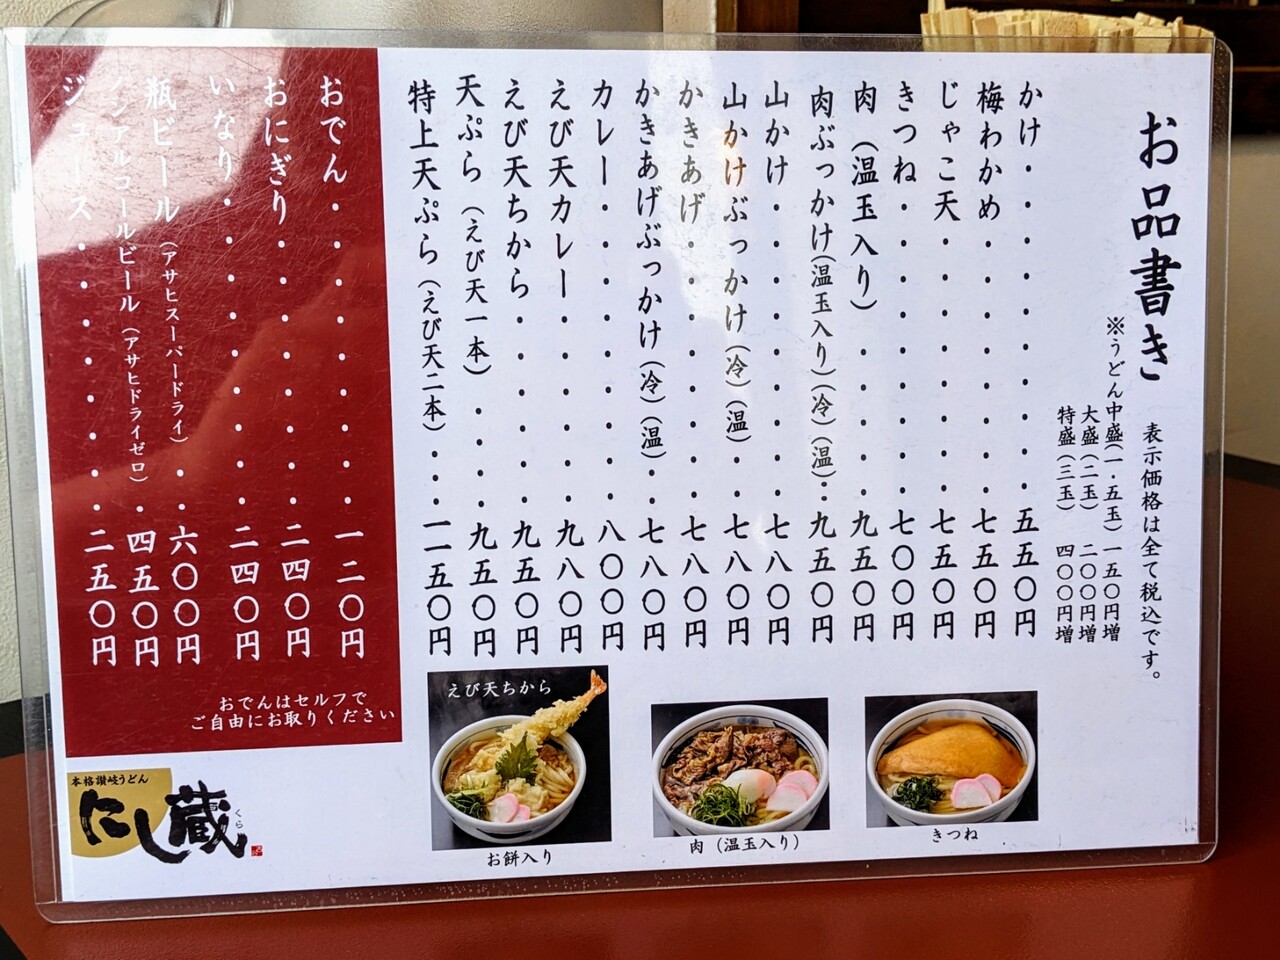 お品書き
表示価格は全て税込です。
※うどん中盛(一・五玉) 一五〇円増
大盛(二玉) 二〇〇円増
特盛(三玉) 四〇〇円増
かけ・・・・・・・・・五五〇円
梅わかめ・・・・・・・七五〇円
じゃこ天・・・・・・・七五〇円
きつね・・・・・・・・七〇〇円
肉(温玉入り)・・・・・九五〇円
肉ぶっかけ(温玉入り)(冷)(温)・・九五〇円
山かけ・・・・・・・・七八〇円
山かけぶっかけ(冷)(温)・・七八〇円
かきあげ・・・・・・・七八〇円
かきあげぶっかけ(冷)(温)・・七八〇円
カレー・・・・・・・・八〇〇円
えび天カレー・・・・・・九八〇円
えび天ちから・・・・・・九五〇円
天ぷら(えび天一本)・・・九五〇円
特上天ぷら(えび天二本)・・・一一五〇円
おでん・・・・・・・・・一二〇円
おにぎり・・・・・・・・二四〇円
いなり・・・・・・・・・二四〇円
瓶ビール(アサヒスーパードライ)・・六〇〇円
ノンアルコールビール(アサヒドライゼロ)・四五〇円
ジュース・・・・・・・・二五〇円
おでんはセルフで
ご自由にお取りください
えび天ちから
お餅入り
肉(温玉入り)
きつね
本格讃岐うどん
にし蔵
くら